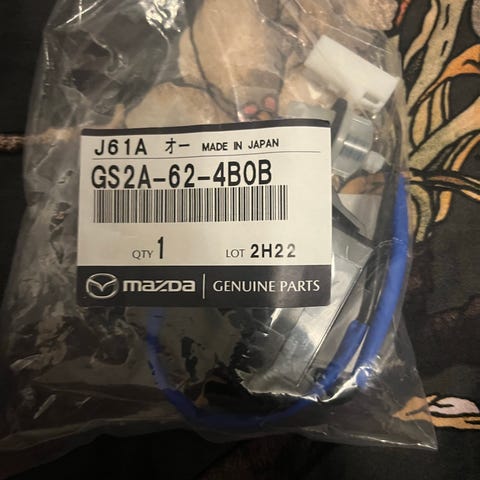 J61A オー MADE IN JAPAN
GS2A-62-4B0B
QTY 1 LOT 2H22
mazda GENUINE PARTS